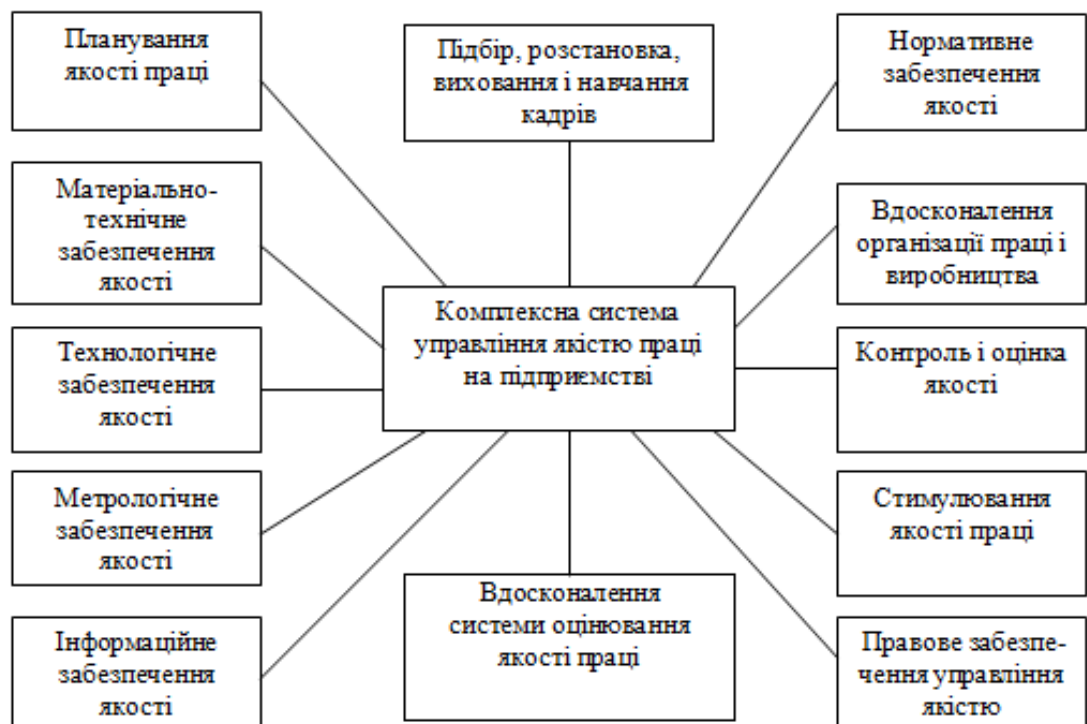 Планування
якості праці
Підбір, розстановка,
виховання і навчання
кадрів
Нормативне
забезпечення
якості
Матеріально-
технічне
забезпечення
якості
Вдосконалення
організації праці і
виробництва
Комплексна система
управління якістю праці
на підприємстві
Технологічне
забезпечення
якості
Контроль і оцінка
якості
Метрологічне
забезпечення
якості
Стимулювання
якості праці
Інформаційне
забезпечення
якості
Вдосконалення
системи оцінювання
якості праці
Правове забезпе-
чення управління
якістю